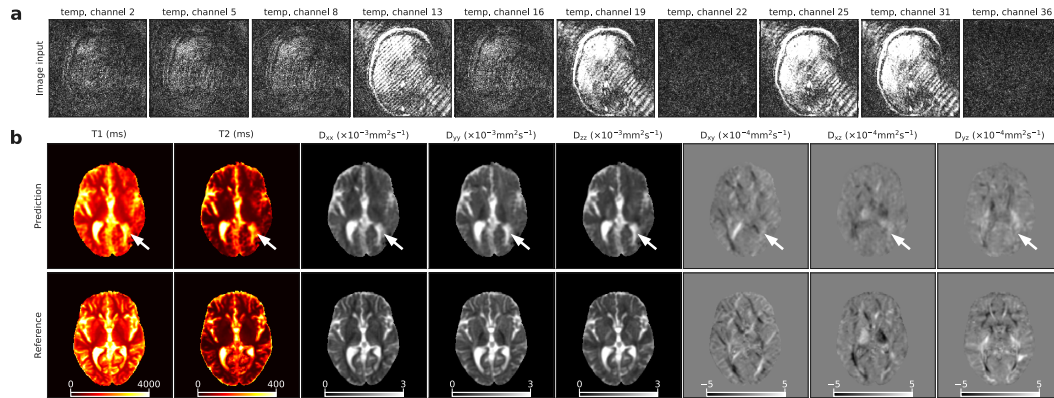 a
temp, channel 2 temp, channel 5 temp, channel 8 temp, channel 13 temp, channel 16 temp, channel 19 temp, channel 22 temp, channel 25 temp, channel 31 temp, channel 36
Image input
b
T1 (ms) T2 (ms) Dxx (×10⁻³mm²s⁻¹) Dyy (×10⁻³mm²s⁻¹) Dzz (×10⁻³mm²s⁻¹) Dxy (×10⁻⁴mm²s⁻¹) Dxz (×10⁻⁴mm²s⁻¹) Dyz (×10⁻⁴mm²s⁻¹)
Prediction
Reference
0 4000 0 400 0 3 0 3 0 3 −5 5 −5 5 −5 5